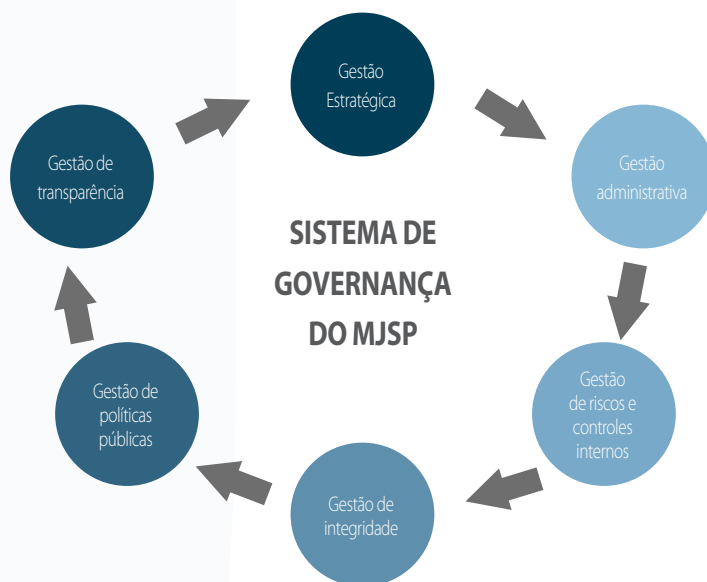 Gestão
Estratégica
Gestão
administrativa
Gestão
de riscos e
controles
internos
Gestão de
integridade
Gestão de
políticas
públicas
Gestão de
transparência
SISTEMA DE
GOVERNANÇA
DO MJSP